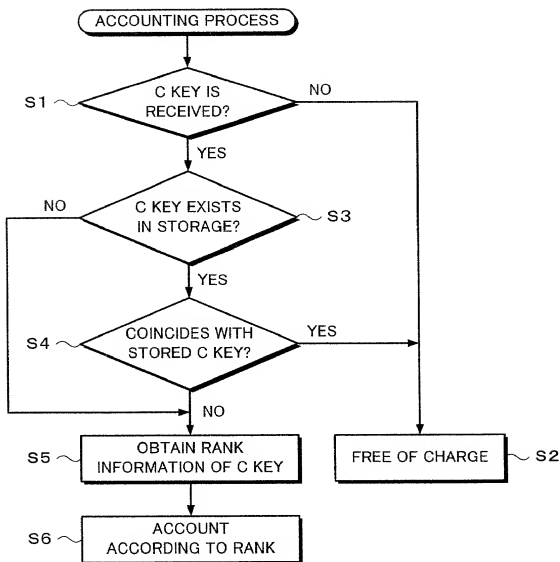 ACCOUNTING PROCESS
S1
C KEY IS
RECEIVED?
NO
YES
NO
C KEY EXISTS
IN STORAGE?
S3
YES
S4
COINCIDES WITH
STORED C KEY?
YES
NO
S5
OBTAIN RANK
INFORMATION OF C KEY
FREE OF CHARGE
S2
S6
ACCOUNT
ACCORDING TO RANK